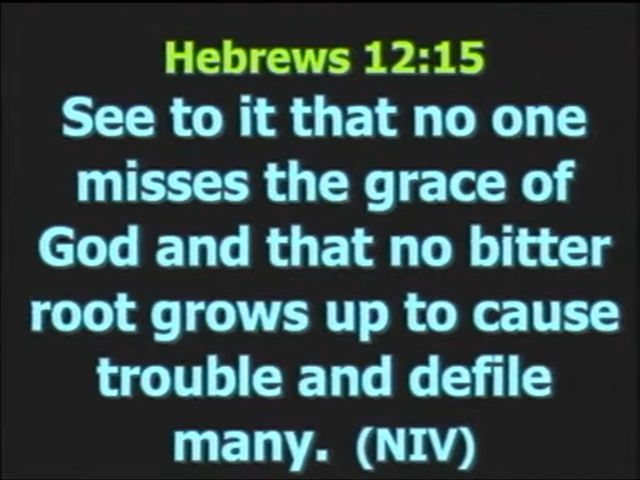 Hebrews 12:15
See to it that no one
misses the grace of
God and that no bitter
root grows up to cause
trouble and defile
many. (NIV)